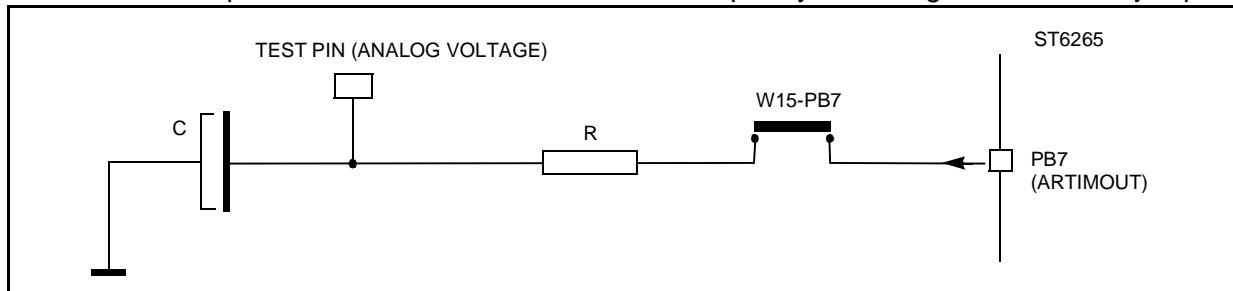 TEST PIN (ANALOG VOLTAGE)
ST6265
W15-PB7
C
R
PB7
(ARTIMOUT)